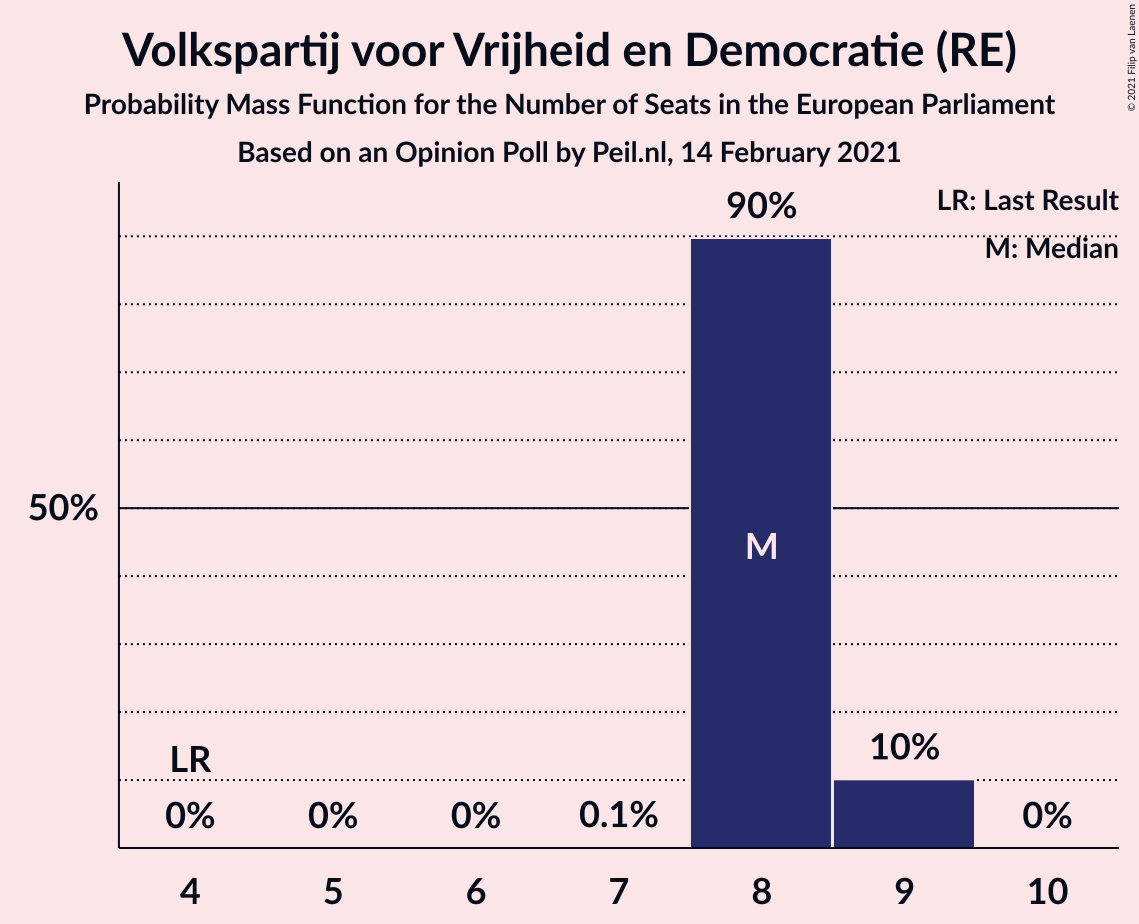 Volkspartij voor Vrijheid en Democratie (RE)
Probability Mass Function for the Number of Seats in the European Parliament
Based on an Opinion Poll by Peil.nl, 14 February 2021
© 2021 Filip van Laenen
LR: Last Result
M: Median
90%
50%
M
LR
10%
0% 0% 0% 0.1% 0%
4 5 6 7 8 9 10